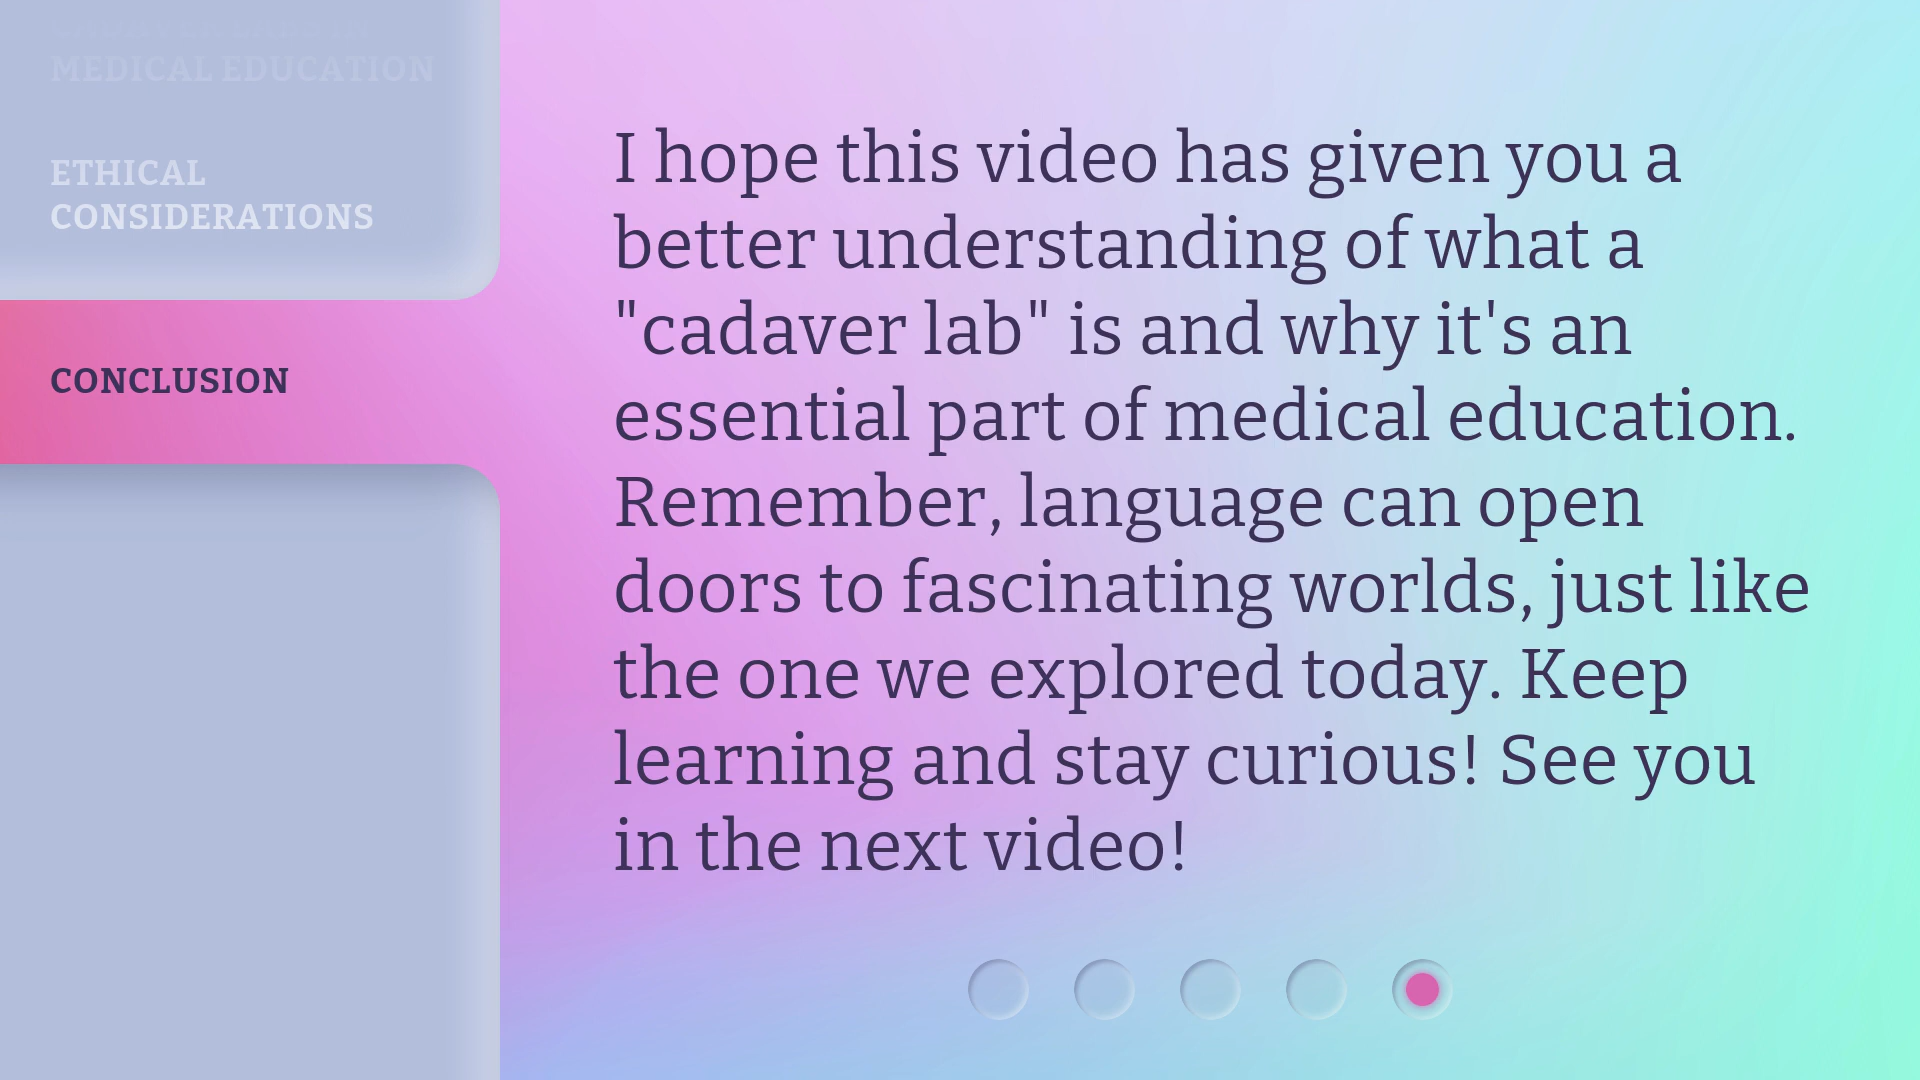 MEDICAL EDUCATION
ETHICAL
CONSIDERATIONS
CONCLUSION
I hope this video has given you a
better understanding of what a
"cadaver lab" is and why it's an
essential part of medical education.
Remember, language can open
doors to fascinating worlds, just like
the one we explored today. Keep
learning and stay curious! See you
in the next video!